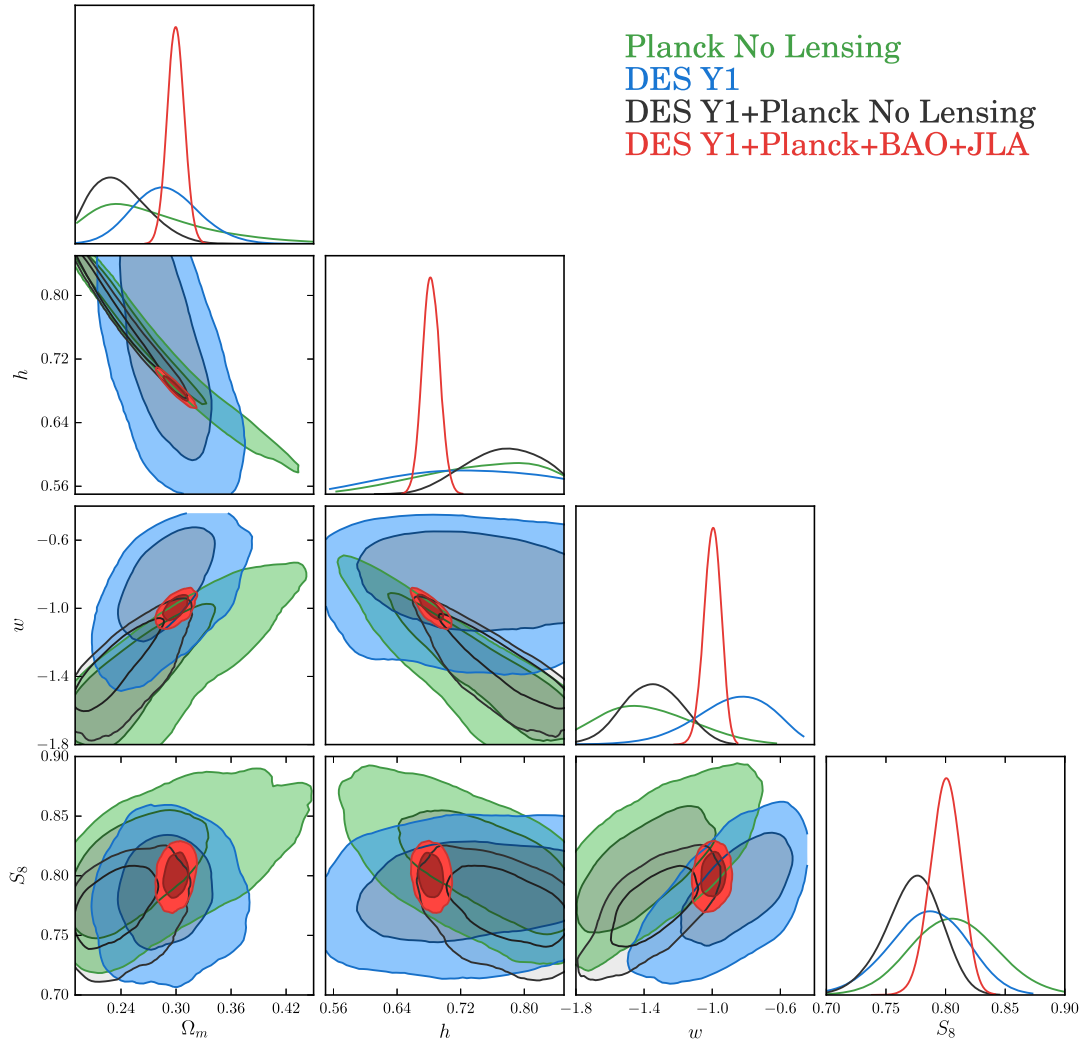 Planck No Lensing
DES Y1
DES Y1+Planck No Lensing
DES Y1+Planck+BAO+JLA
0.80
0.72
0.64
0.56
h
−0.6
−1.0
−1.4
−1.8
w
0.90
0.85
0.80
0.75
0.70
S₈
0.24 0.30 0.36 0.42
Ωₘ
0.56 0.64 0.72 0.80
h
−1.8 −1.4 −1.0 −0.6
w
0.70 0.75 0.80 0.85 0.90
S₈